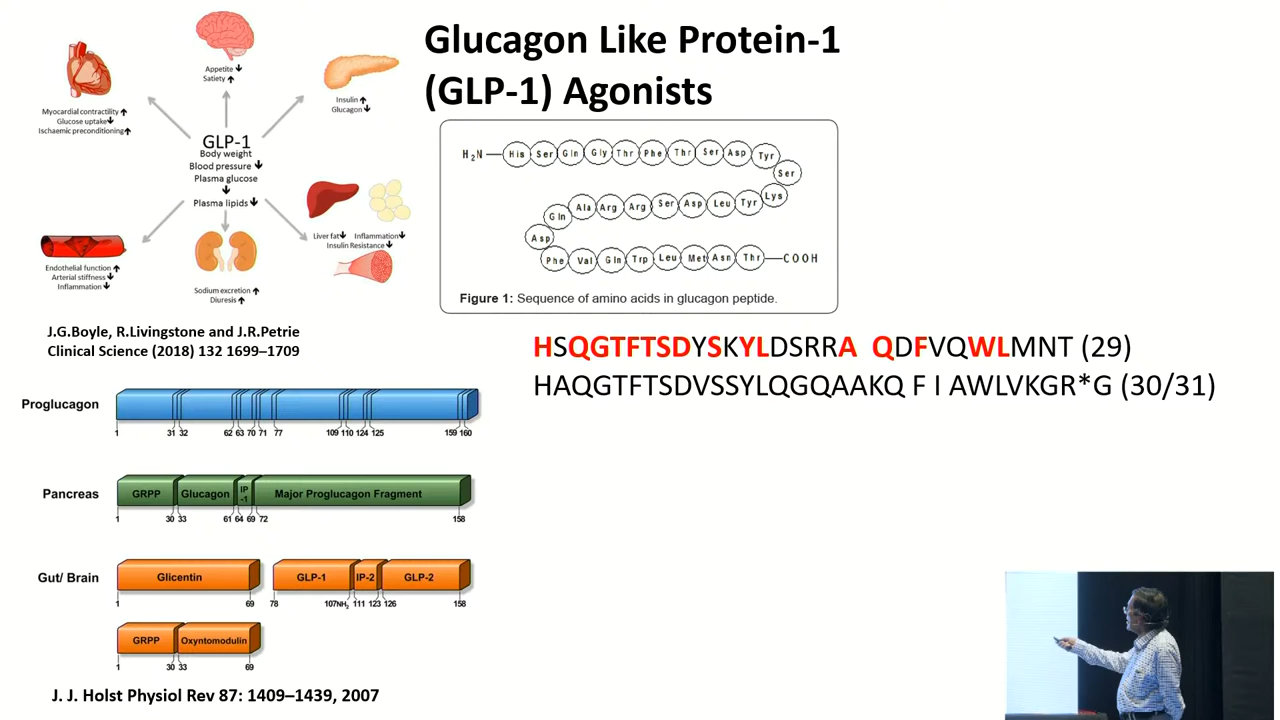 Glucagon Like Protein-1
(GLP-1) Agonists
Appetite ↓
Satiety ↑
Myocardial contractility ↑
Glucose uptake↓
Ischaemic preconditioning↑
Insulin ↑
Glucagon ↓
GLP-1
Body weight
Blood pressure ↓
Plasma glucose
↓
Plasma lipids ↓
Liver fat↓ Inflammation↓
Insulin Resistance ↓
Endothelial function ↑
Arterial stiffness ↓
Inflammation ↓
Sodium excretion ↑
Diuresis ↑
J.G.Boyle, R.Livingstone and J.R.Petrie
Clinical Science (2018) 132 1699–1709
H₂N His Ser Gln Gly Thr Phe Thr Ser Asp Tyr
Ser
Lys
Gln Ala Arg Arg Ser Asp Leu Tyr
Asp
Phe Val Gln Trp Leu Met Asn Thr COOH
Figure 1: Sequence of amino acids in glucagon peptide.
HSQGTFTSDYSKYLDSRRA QDFVQWLMNT (29)
HAQGTFTSDVSSYLQGQAAKQ F I AWLVKGR*G (30/31)
Proglucagon
1 31 32 62 63 70 71 77 109 110 124 125 159 160
Pancreas GRPP Glucagon IP-1 Major Proglucagon Fragment
1 30 33 61 64 69 72 158
Gut/ Brain Glicentin GLP-1 IP-2 GLP-2
1 69 78 107NH₂ 111 123 126 158
GRPP Oxyntomodulin
1 30 33 69
J. J. Holst Physiol Rev 87: 1409–1439, 2007